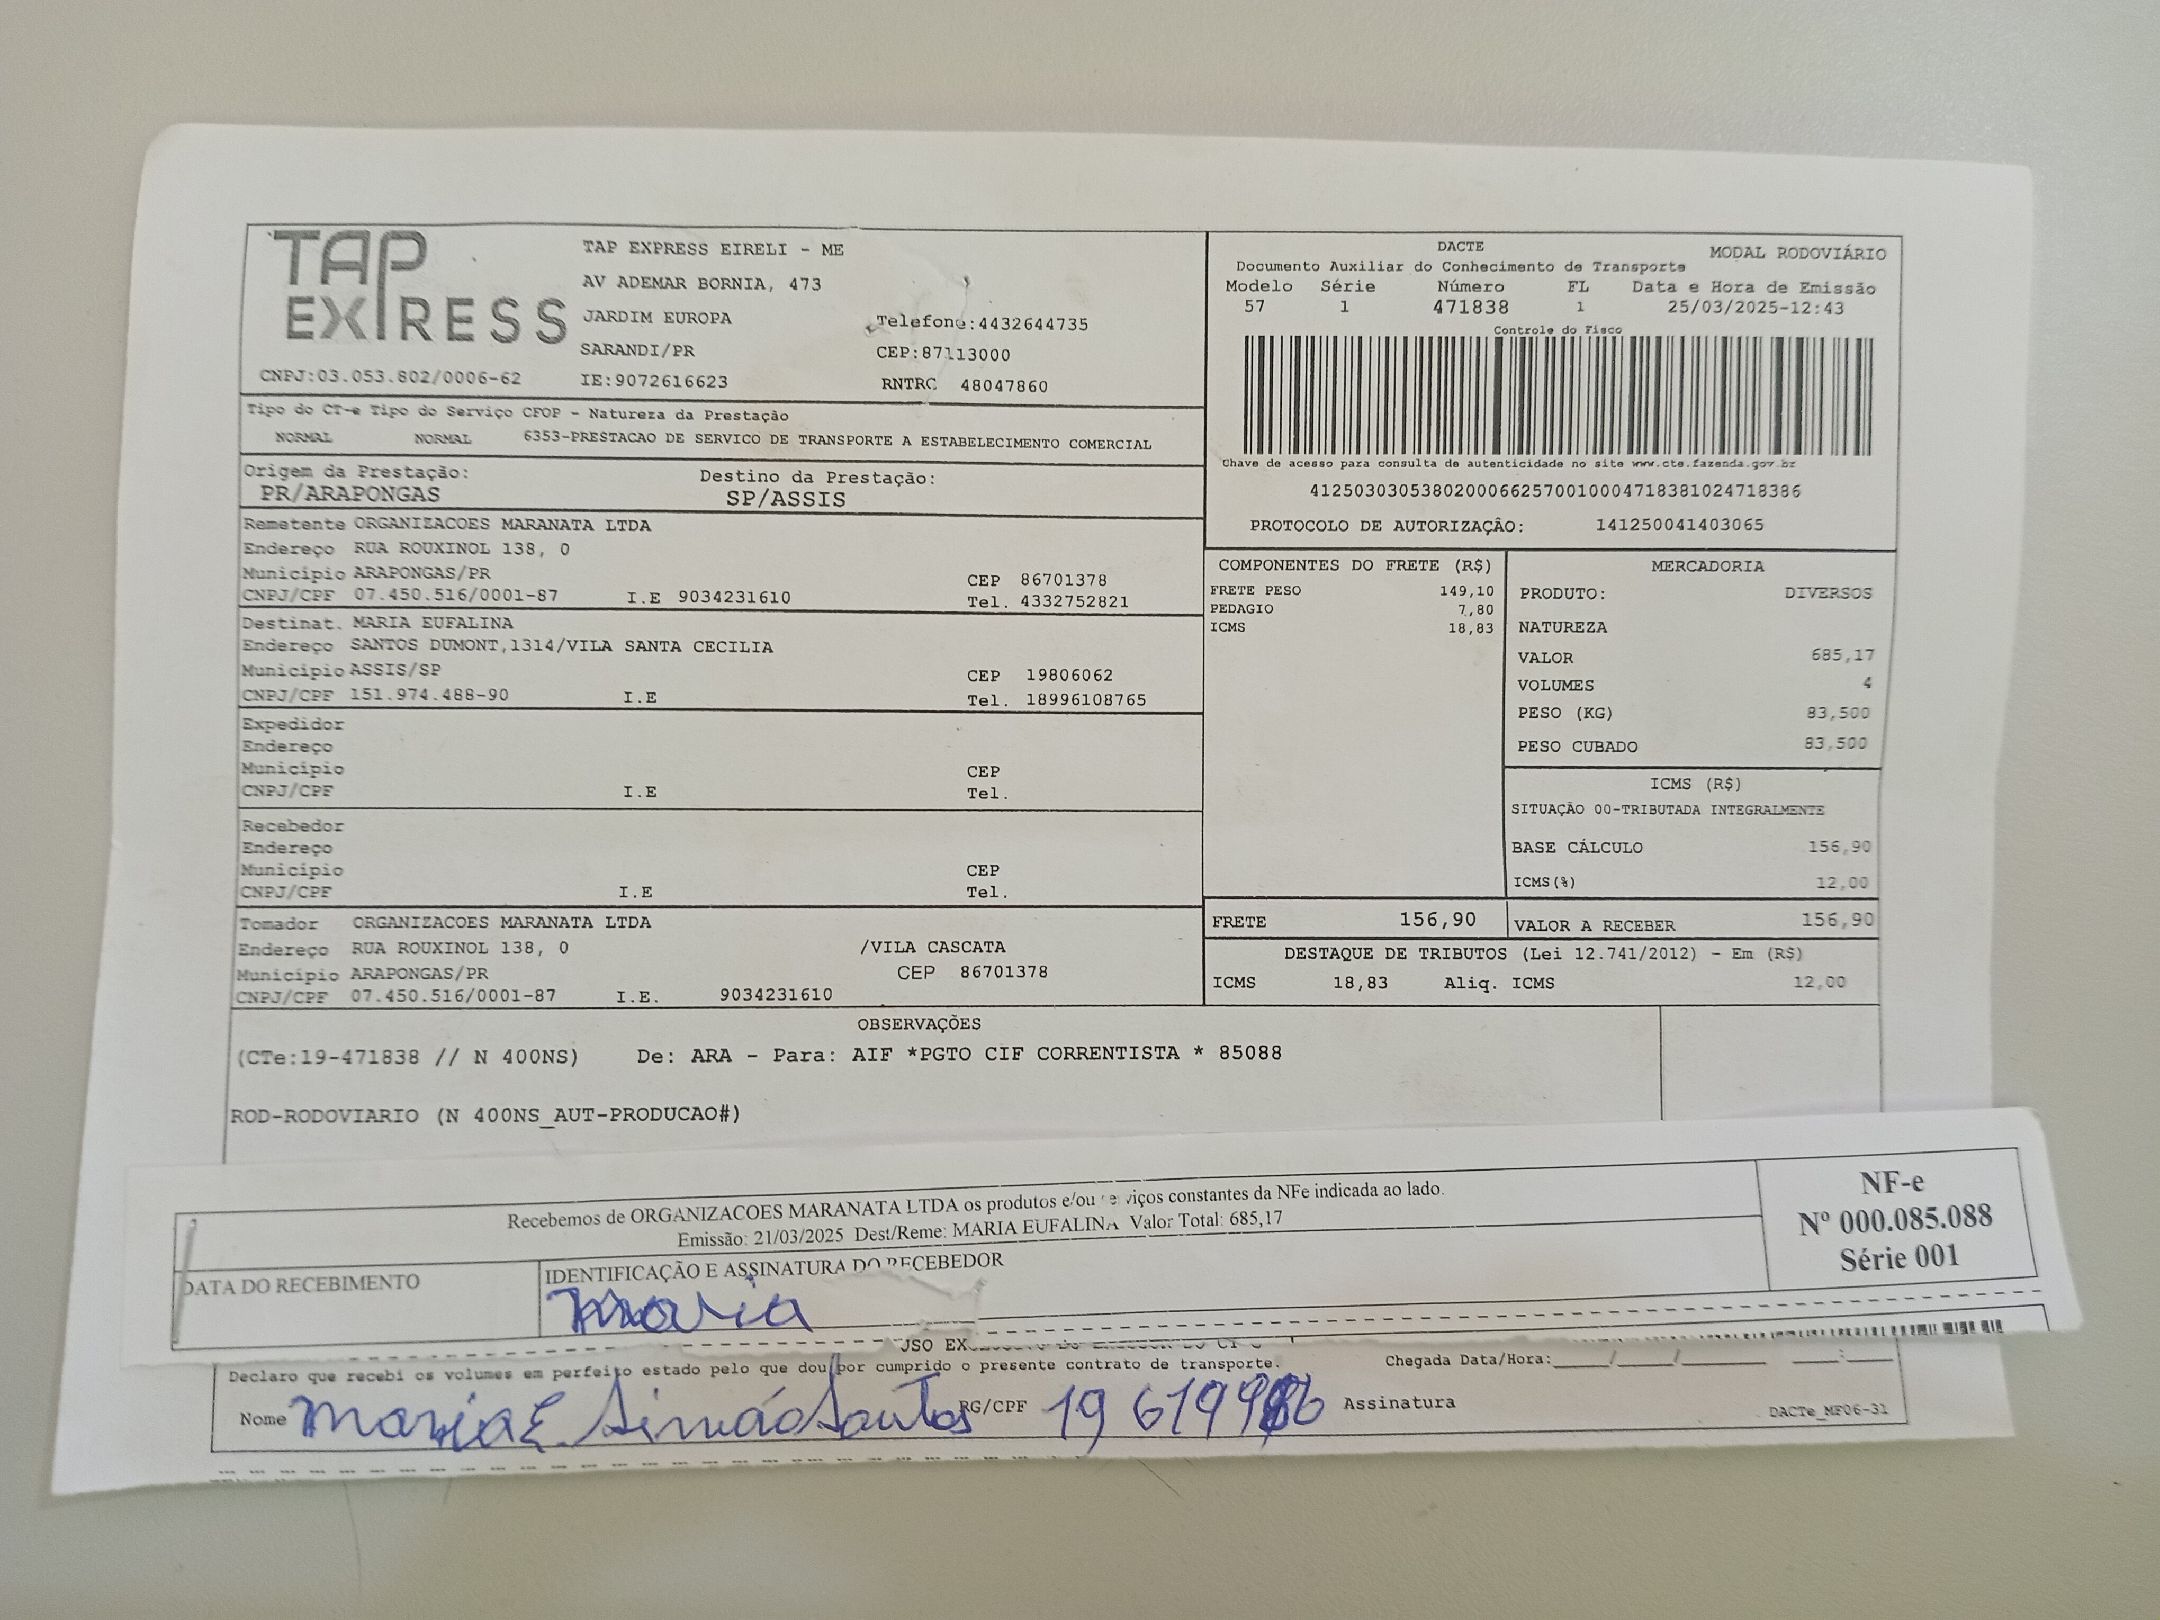 TAP EXPRESS
TAP EXPRESS EIRELI - ME
AV ADEMAR BORNIA, 473
JARDIM EUROPA
Telefone:4432644735
SARANDI/PR
CEP:87113000
CNPJ:03.053.802/0006-62 IE:9072616623 RNTRC 48047860
DACTE MODAL RODOVIÁRIO
Documento Auxiliar do Conhecimento de Transporte
Modelo Série Número FL Data e Hora de Emissão
57 1 471838 1 25/03/2025-12:43
Controle do Fisco
Chave de acesso para consulta de autenticidade no site www.cte.fazenda.gov.br
41250303053802000662570010004718381024718386
PROTOCOLO DE AUTORIZAÇÂO: 141250041403065
Tipo do CT-e Tipo do Serviço CFOP - Natureza da Prestação
NORMAL NORMAL 6353-PRESTACAO DE SERVICO DE TRANSPORTE A ESTABELECIMENTO COMERCIAL
Origem da Prestação: Destino da Prestação:
PR/ARAPONGAS SP/ASSIS
Remetente ORGANIZACOES MARANATA LTDA
Endereço RUA ROUXINOL 138, 0
Município ARAPONGAS/PR CEP 86701378
CNPJ/CPF 07.450.516/0001-87 I.E 9034231610 Tel. 4332752821
Destinat. MARIA EUFALINA
Endereço SANTOS DUMONT,1314/VILA SANTA CECILIA
Município ASSIS/SP CEP 19806062
CNPJ/CPF 151.974.488-90 I.E Tel. 18996108765
Expedidor
Endereço
Município CEP
CNPJ/CPF I.E Tel.
Recebedor
Endereço
Município CEP
CNPJ/CPF I.E Tel.
Tomador ORGANIZACOES MARANATA LTDA
Endereço RUA ROUXINOL 138, 0 /VILA CASCATA
Município ARAPONGAS/PR CEP 86701378
CNPJ/CPF 07.450.516/0001-87 I.E. 9034231610
COMPONENTES DO FRETE (R$)
FRETE PESO 149,10
PEDAGIO 7,80
ICMS 18,83
MERCADORIA
PRODUTO: DIVERSOS
NATUREZA
VALOR 685,17
VOLUMES 4
PESO (KG) 83,500
PESO CUBADO 83,500
ICMS (R$)
SITUAÇÃO 00-TRIBUTADA INTEGRALMENTE
BASE CÁLCULO 156,90
ICMS(%) 12,00
FRETE 156,90 VALOR A RECEBER 156,90
DESTAQUE DE TRIBUTOS (Lei 12.741/2012) - Em (R$)
ICMS 18,83 Aliq. ICMS 12,00
OBSERVAÇÕES
(CTe:19-471838 // N 400NS) De: ARA - Para: AIF *PGTO CIF CORRENTISTA * 85088
ROD-RODOVIARIO (N 400NS_AUT-PRODUCAO#)
Recebemos de ORGANIZACOES MARANATA LTDA os produtos e/ou serviços constantes da NFe indicada ao lado.
Emissão: 21/03/2025 Dest/Reme: MARIA EUFALINA Valor Total: 685,17
NF-e
Nº 000.085.088
Série 001
DATA DO RECEBIMENTO IDENTIFICAÇÃO E ASSINATURA DO RECEBEDOR
Maria
Declaro que recebi os volumes em perfeito estado pelo que dou por cumprido o presente contrato de transporte. Chegada Data/Hora:____/____/______ ____:____
Nome Maria E. Simão Santos RG/CPF 19 6199 Assinatura
DACTe_MF06-31